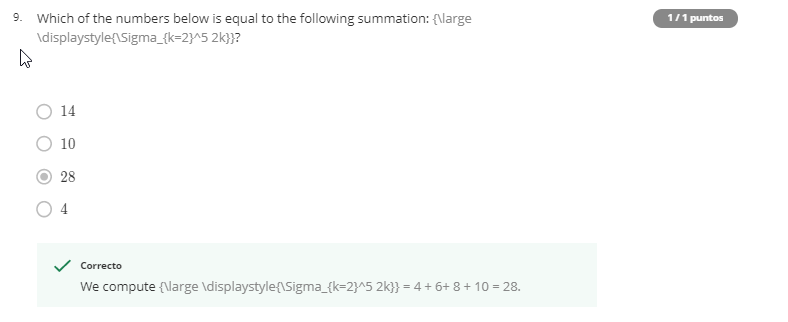 9. Which of the numbers below is equal to the following summation: {\large
\displaystyle{\Sigma_{k=2}^5 2k}}?
1 / 1 puntos
14
10
28
4
Correcto
We compute {\large \displaystyle{\Sigma_{k=2}^5 2k}} = 4 + 6+ 8 + 10 = 28.